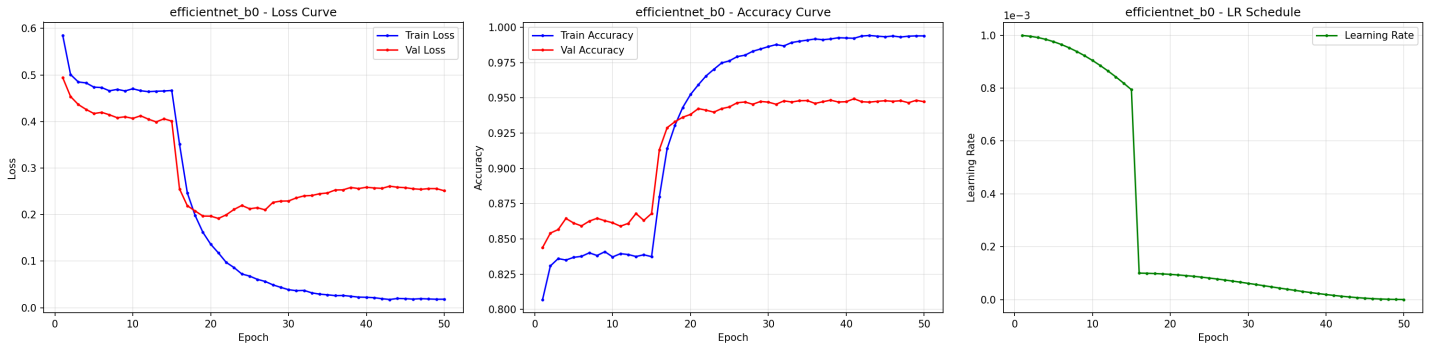 efficientnet_b0 - Loss Curve
Train Loss
Val Loss
Loss
0.6
0.5
0.4
0.3
0.2
0.1
0.0
0 10 20 30 40 50
Epoch
efficientnet_b0 - Accuracy Curve
Train Accuracy
Val Accuracy
Accuracy
1.000
0.975
0.950
0.925
0.900
0.875
0.850
0.825
0.800
0 10 20 30 40 50
Epoch
efficientnet_b0 - LR Schedule
1e−3
Learning Rate
Learning Rate
1.0
0.8
0.6
0.4
0.2
0.0
0 10 20 30 40 50
Epoch